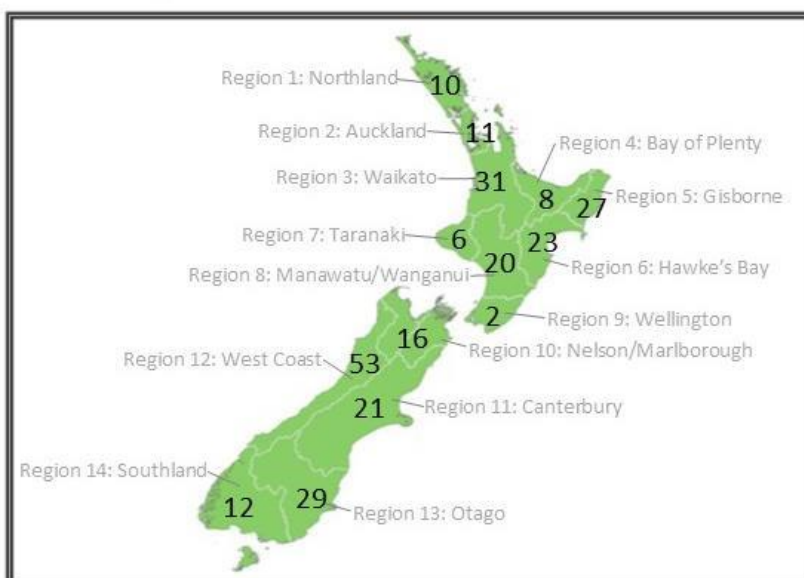 Region 1: Northland
10
Region 2: Auckland
11
Region 4: Bay of Plenty
Region 3: Waikato
31
8
Region 5: Gisborne
27
Region 7: Taranaki
6
23
20
Region 6: Hawke's Bay
Region 8: Manawatu/Wanganui
2
Region 9: Wellington
16
Region 10: Nelson/Marlborough
Region 12: West Coast
53
21
Region 11: Canterbury
Region 14: Southland
12
29
Region 13: Otago